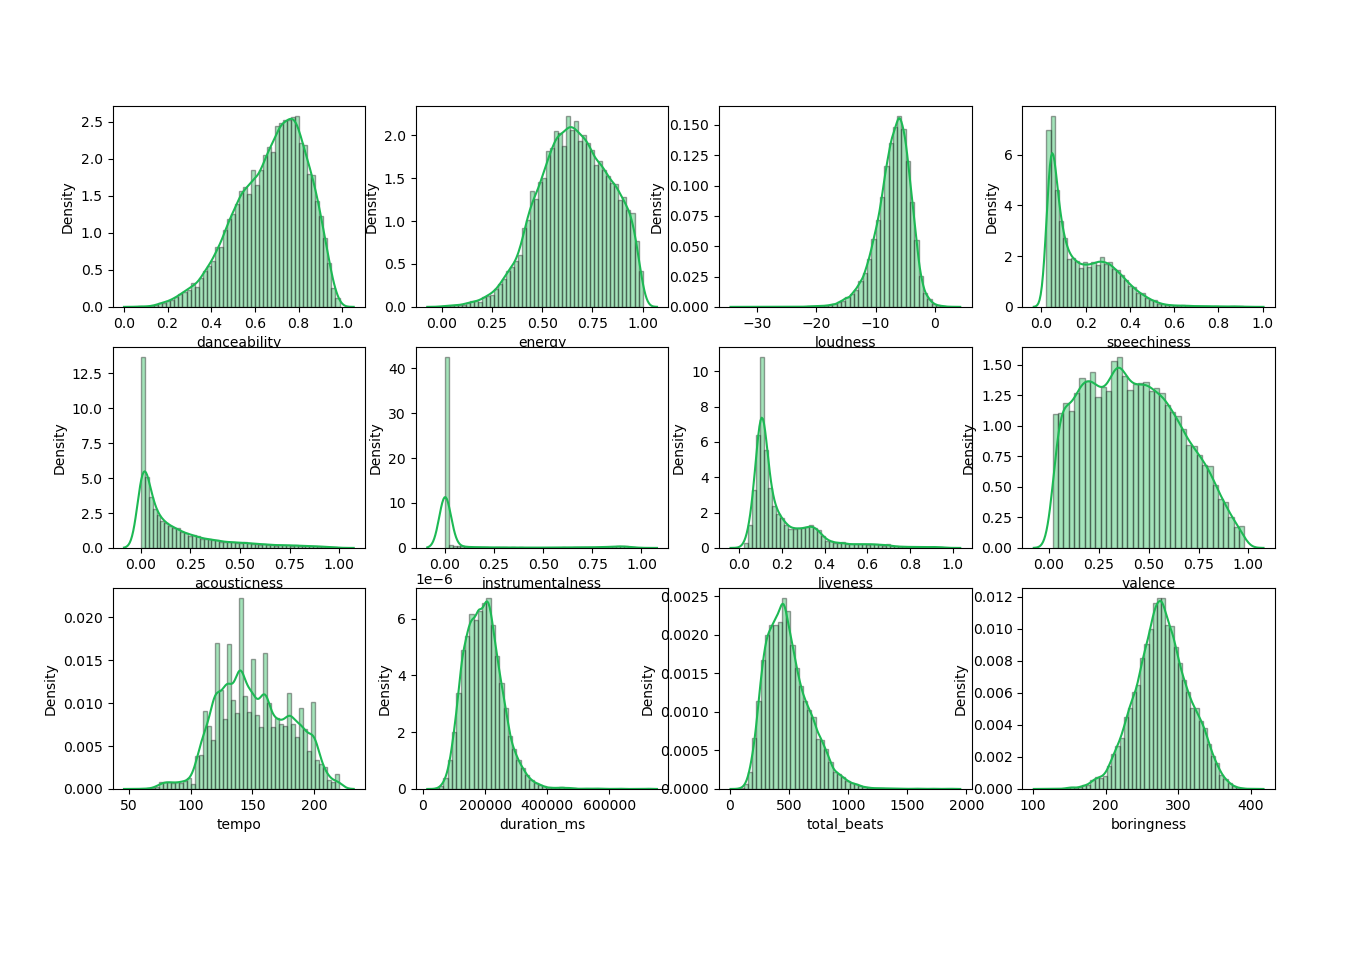 2.5
2.0
1.5
1.0
0.5
0.0
Density
0.0 0.2 0.4 0.6 0.8 1.0
danceability
2.0
1.5
1.0
0.5
0.0
Density
0.00 0.25 0.50 0.75 1.00
energy
0.150
0.125
0.100
0.075
0.050
0.025
0.000
Density
−30 −20 −10 0
loudness
6
4
2
0
Density
0.0 0.2 0.4 0.6 0.8 1.0
speechiness
12.5
10.0
7.5
5.0
2.5
0.0
Density
0.00 0.25 0.50 0.75 1.00
acousticness
40
30
20
10
0
Density
0.00 0.25 0.50 0.75 1.00
instrumentalness
10
8
6
4
2
0
Density
0.0 0.2 0.4 0.6 0.8 1.0
liveness
1.50
1.25
1.00
0.75
0.50
0.25
0.00
Density
0.00 0.25 0.50 0.75 1.00
valence
0.020
0.015
0.010
0.005
0.000
Density
50 100 150 200
tempo
1e−6
6
4
2
0
Density
0 200000 400000 600000
duration_ms
0.0025
0.0020
0.0015
0.0010
0.0005
0.0000
Density
0 500 1000 1500 2000
total_beats
0.012
0.010
0.008
0.006
0.004
0.002
0.000
Density
100 200 300 400
boringness